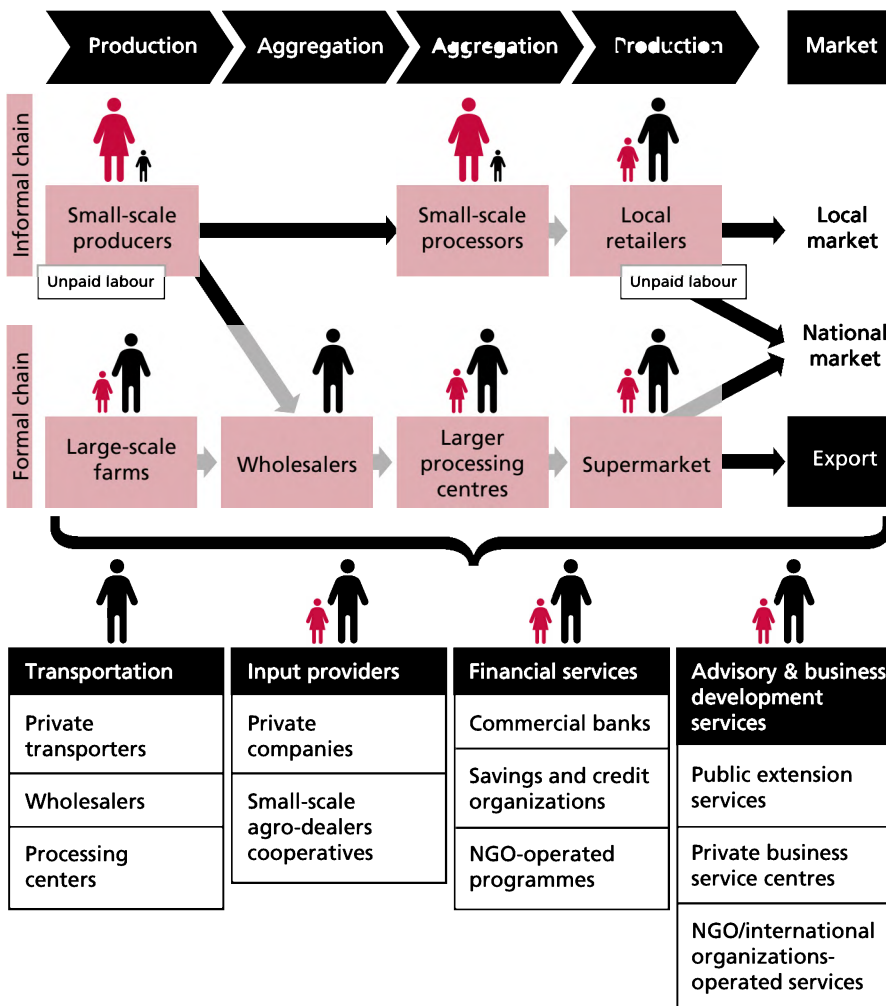 Production
Aggregation
Aggregation
Production
Market
Informal chain
Small-scale
producers
Unpaid labour
Small-scale
processors
Local
retailers
Unpaid labour
Local
market
National
market
Formal chain
Large-scale
farms
Wholesalers
Larger
processing
centres
Supermarket
Export
Transportation
Private
transporters
Wholesalers
Processing
centers
Input providers
Private
companies
Small-scale
agro-dealers
cooperatives
Financial services
Commercial banks
Savings and credit
organizations
NGO-operated
programmes
Advisory & business
development
services
Public extension
services
Private business
service centres
NGO/international
organizations-
operated services